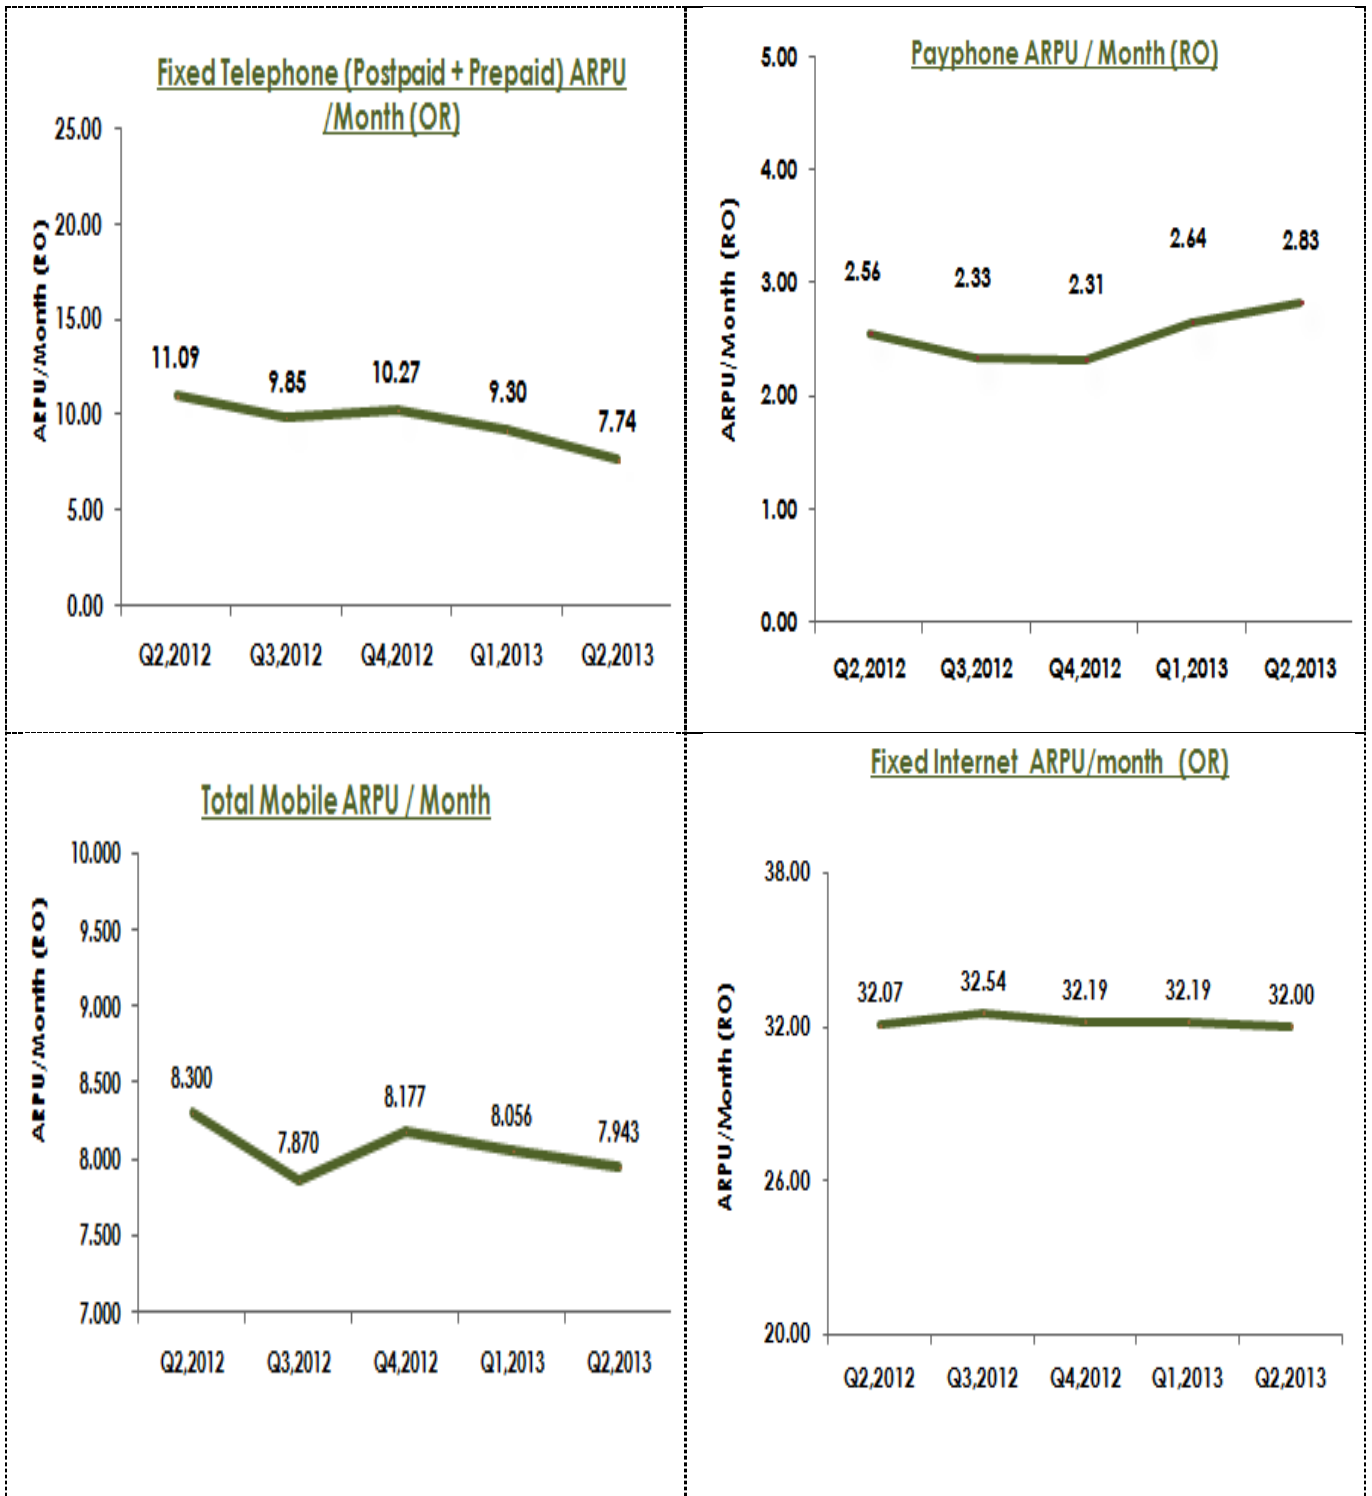 Fixed Telephone (Postpaid + Prepaid) ARPU
/Month (OR)
ARPU/Month (RO)
25.00
20.00
15.00
10.00
5.00
0.00
11.09
9.85
10.27
9.30
7.74
Q2,2012
Q3,2012
Q4,2012
Q1,2013
Q2,2013
Payphone ARPU / Month (RO)
ARPU/Month (RO)
5.00
4.00
3.00
2.00
1.00
0.00
2.56
2.33
2.31
2.64
2.83
Q2,2012
Q3,2012
Q4,2012
Q1,2013
Q2,2013
Total Mobile ARPU / Month
ARPU/Month (RO)
10.000
9.500
9.000
8.500
8.000
7.500
7.000
8.300
7.870
8.177
8.056
7.943
Q2,2012
Q3,2012
Q4,2012
Q1,2013
Q2,2013
Fixed Internet ARPU/month (OR)
ARPU/Month (RO)
38.00
32.00
26.00
20.00
32.07
32.54
32.19
32.19
32.00
Q2,2012
Q3,2012
Q4,2012
Q1,2013
Q2,2013